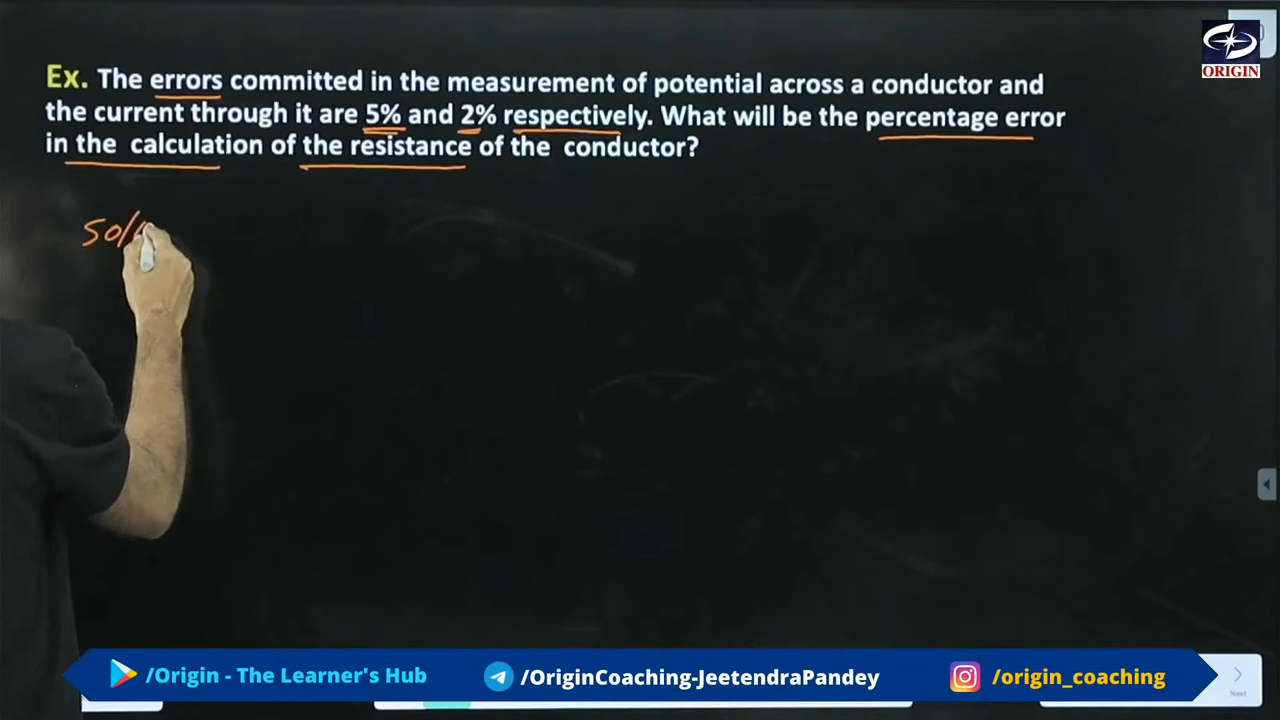 ORIGIN
Ex. The errors committed in the measurement of potential across a conductor and
the current through it are 5% and 2% respectively. What will be the percentage error
in the calculation of the resistance of the conductor?
/Origin - The Learner's Hub
/OriginCoaching-JeetendraPandey
/origin_coaching
Next